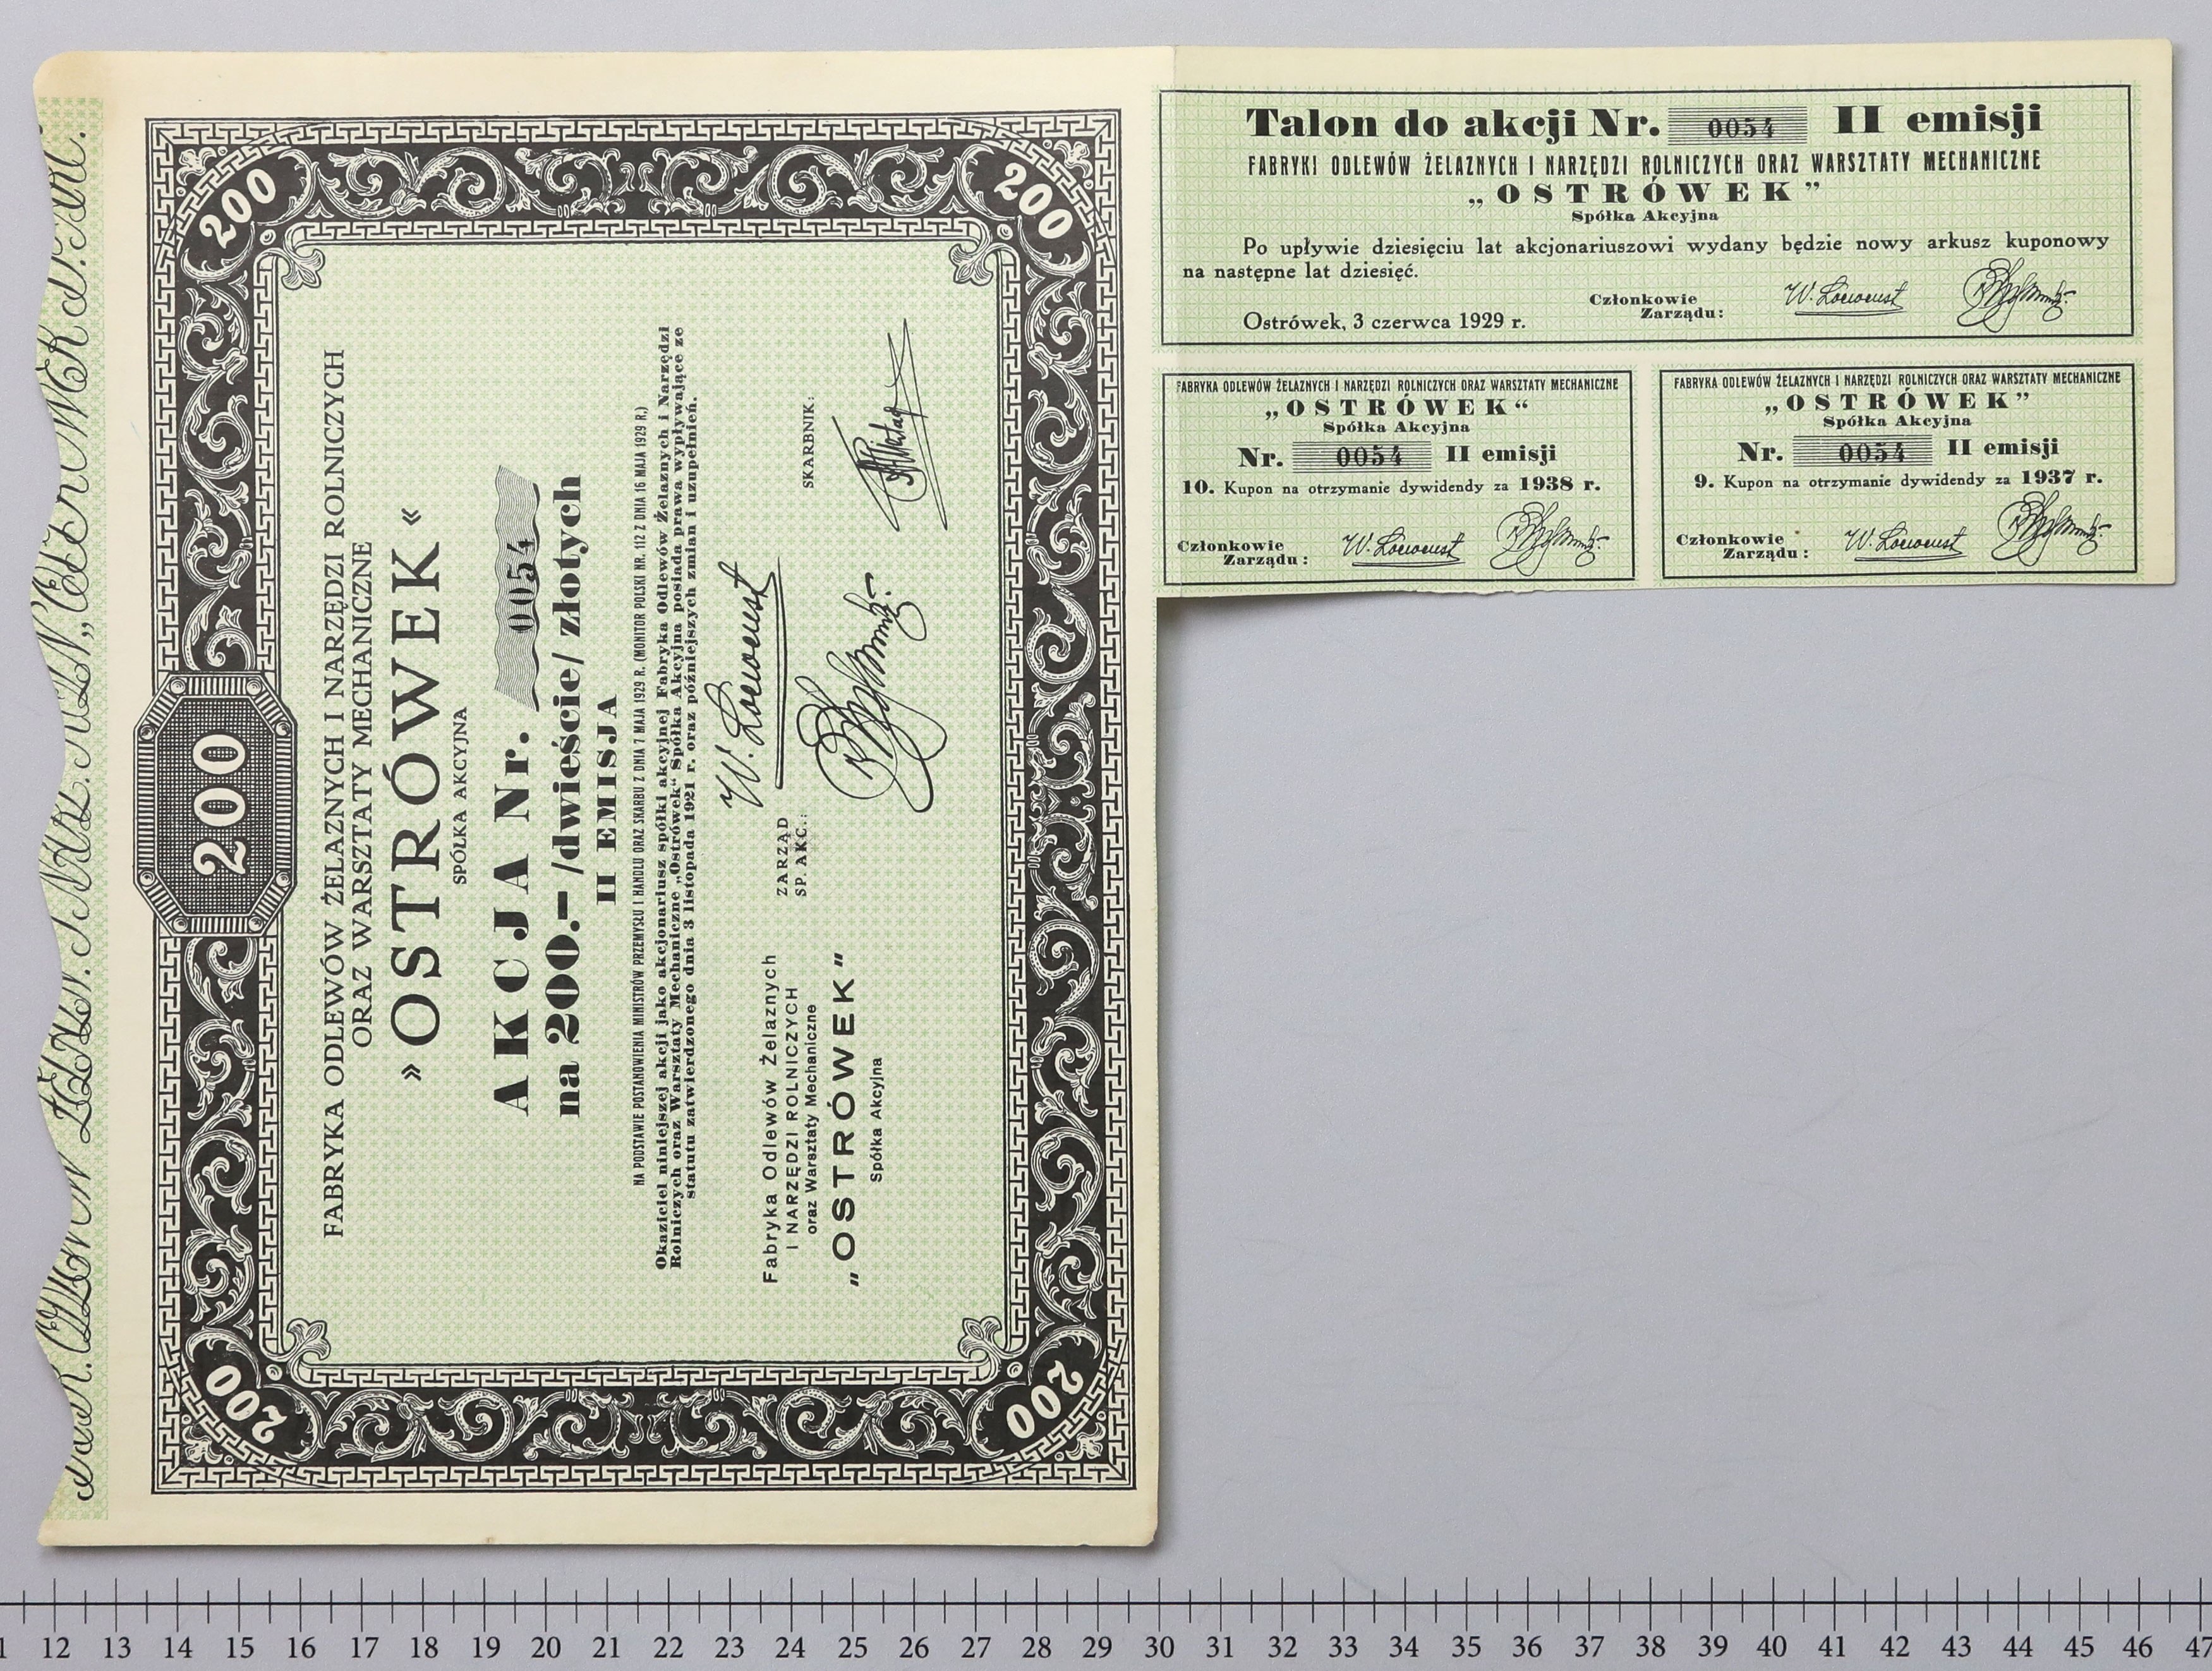 200
200
200
200
200
FABRYKA ODLEWÓW ŻELAZNYCH I NARZĘDZI ROLNICZYCH
ORAZ WARSZTATY MECHANICZNE
»OSTRÓWEK«
SPÓŁKA AKCYJNA
AKCJA Nr. 0054
na 200.- /dwieście/ złotych
II EMISJA
NA PODSTAWIE POSTANOWIENIA MINISTRÓW PRZEMYSŁU I HANDLU ORAZ SKARBU Z DNIA 7 MAJA 1929 R. (MONITOR POLSKI NR. 112 Z DNIA 16 MAJA 1929 R.)
Okaziciel niniejszej akcji jako akcjonariusz spółki akcyjnej Fabryka Odlewów Żelaznych i Narzędzi
Rolniczych oraz Warsztaty Mechaniczne „Ostrówek“ Spółka Akcyjna posiada prawa wypływające ze
statutu zatwierdzonego dnia 3 listopada 1921 r. oraz późniejszych zmian i uzupełnień.
Fabryka Odlewów Żelaznych
I NARZĘDZI ROLNICZYCH
oraz Warsztaty Mechaniczne
„OSTRÓWEK"
Spółka Akcyjna
ZARZĄD
SP. AKC.:
W. Loewenst
SKARBNIK:
Talon do akcji Nr. 0054 II emisji
FABRYKI ODLEWÓW ŻELAZNYCH I NARZĘDZI ROLNICZYCH ORAZ WARSZTATY MECHANICZNE
„OSTRÓWEK”
Spółka Akcyjna
Po upływie dziesięciu lat akcjonariuszowi wydany będzie nowy arkusz kuponowy
na następne lat dziesięć.
Członkowie
Zarządu:
W. Loewenst
Ostrówek, 3 czerwca 1929 r.
FABRYKA ODLEWÓW ŻELAZNYCH I NARZĘDZI ROLNICZYCH ORAZ WARSZTATY MECHANICZNE
„OSTRÓWEK“
Spółka Akcyjna
Nr. 0054 II emisji
10. Kupon na otrzymanie dywidendy za 1938 r.
Członkowie
Zarządu:
W. Loewenst
FABRYKA ODLEWÓW ŻELAZNYCH I NARZĘDZI ROLNICZYCH ORAZ WARSZTATY MECHANICZNE
„OSTRÓWEK”
Spółka Akcyjna
Nr. 0054 II emisji
9. Kupon na otrzymanie dywidendy za 1937 r.
Członkowie
Zarządu:
W. Loewenst
12 13 14 15 16 17 18 19 20 21 22 23 24 25 26 27 28 29 30 31 32 33 34 35 36 37 38 39 40 41 42 43 44 45 46 47